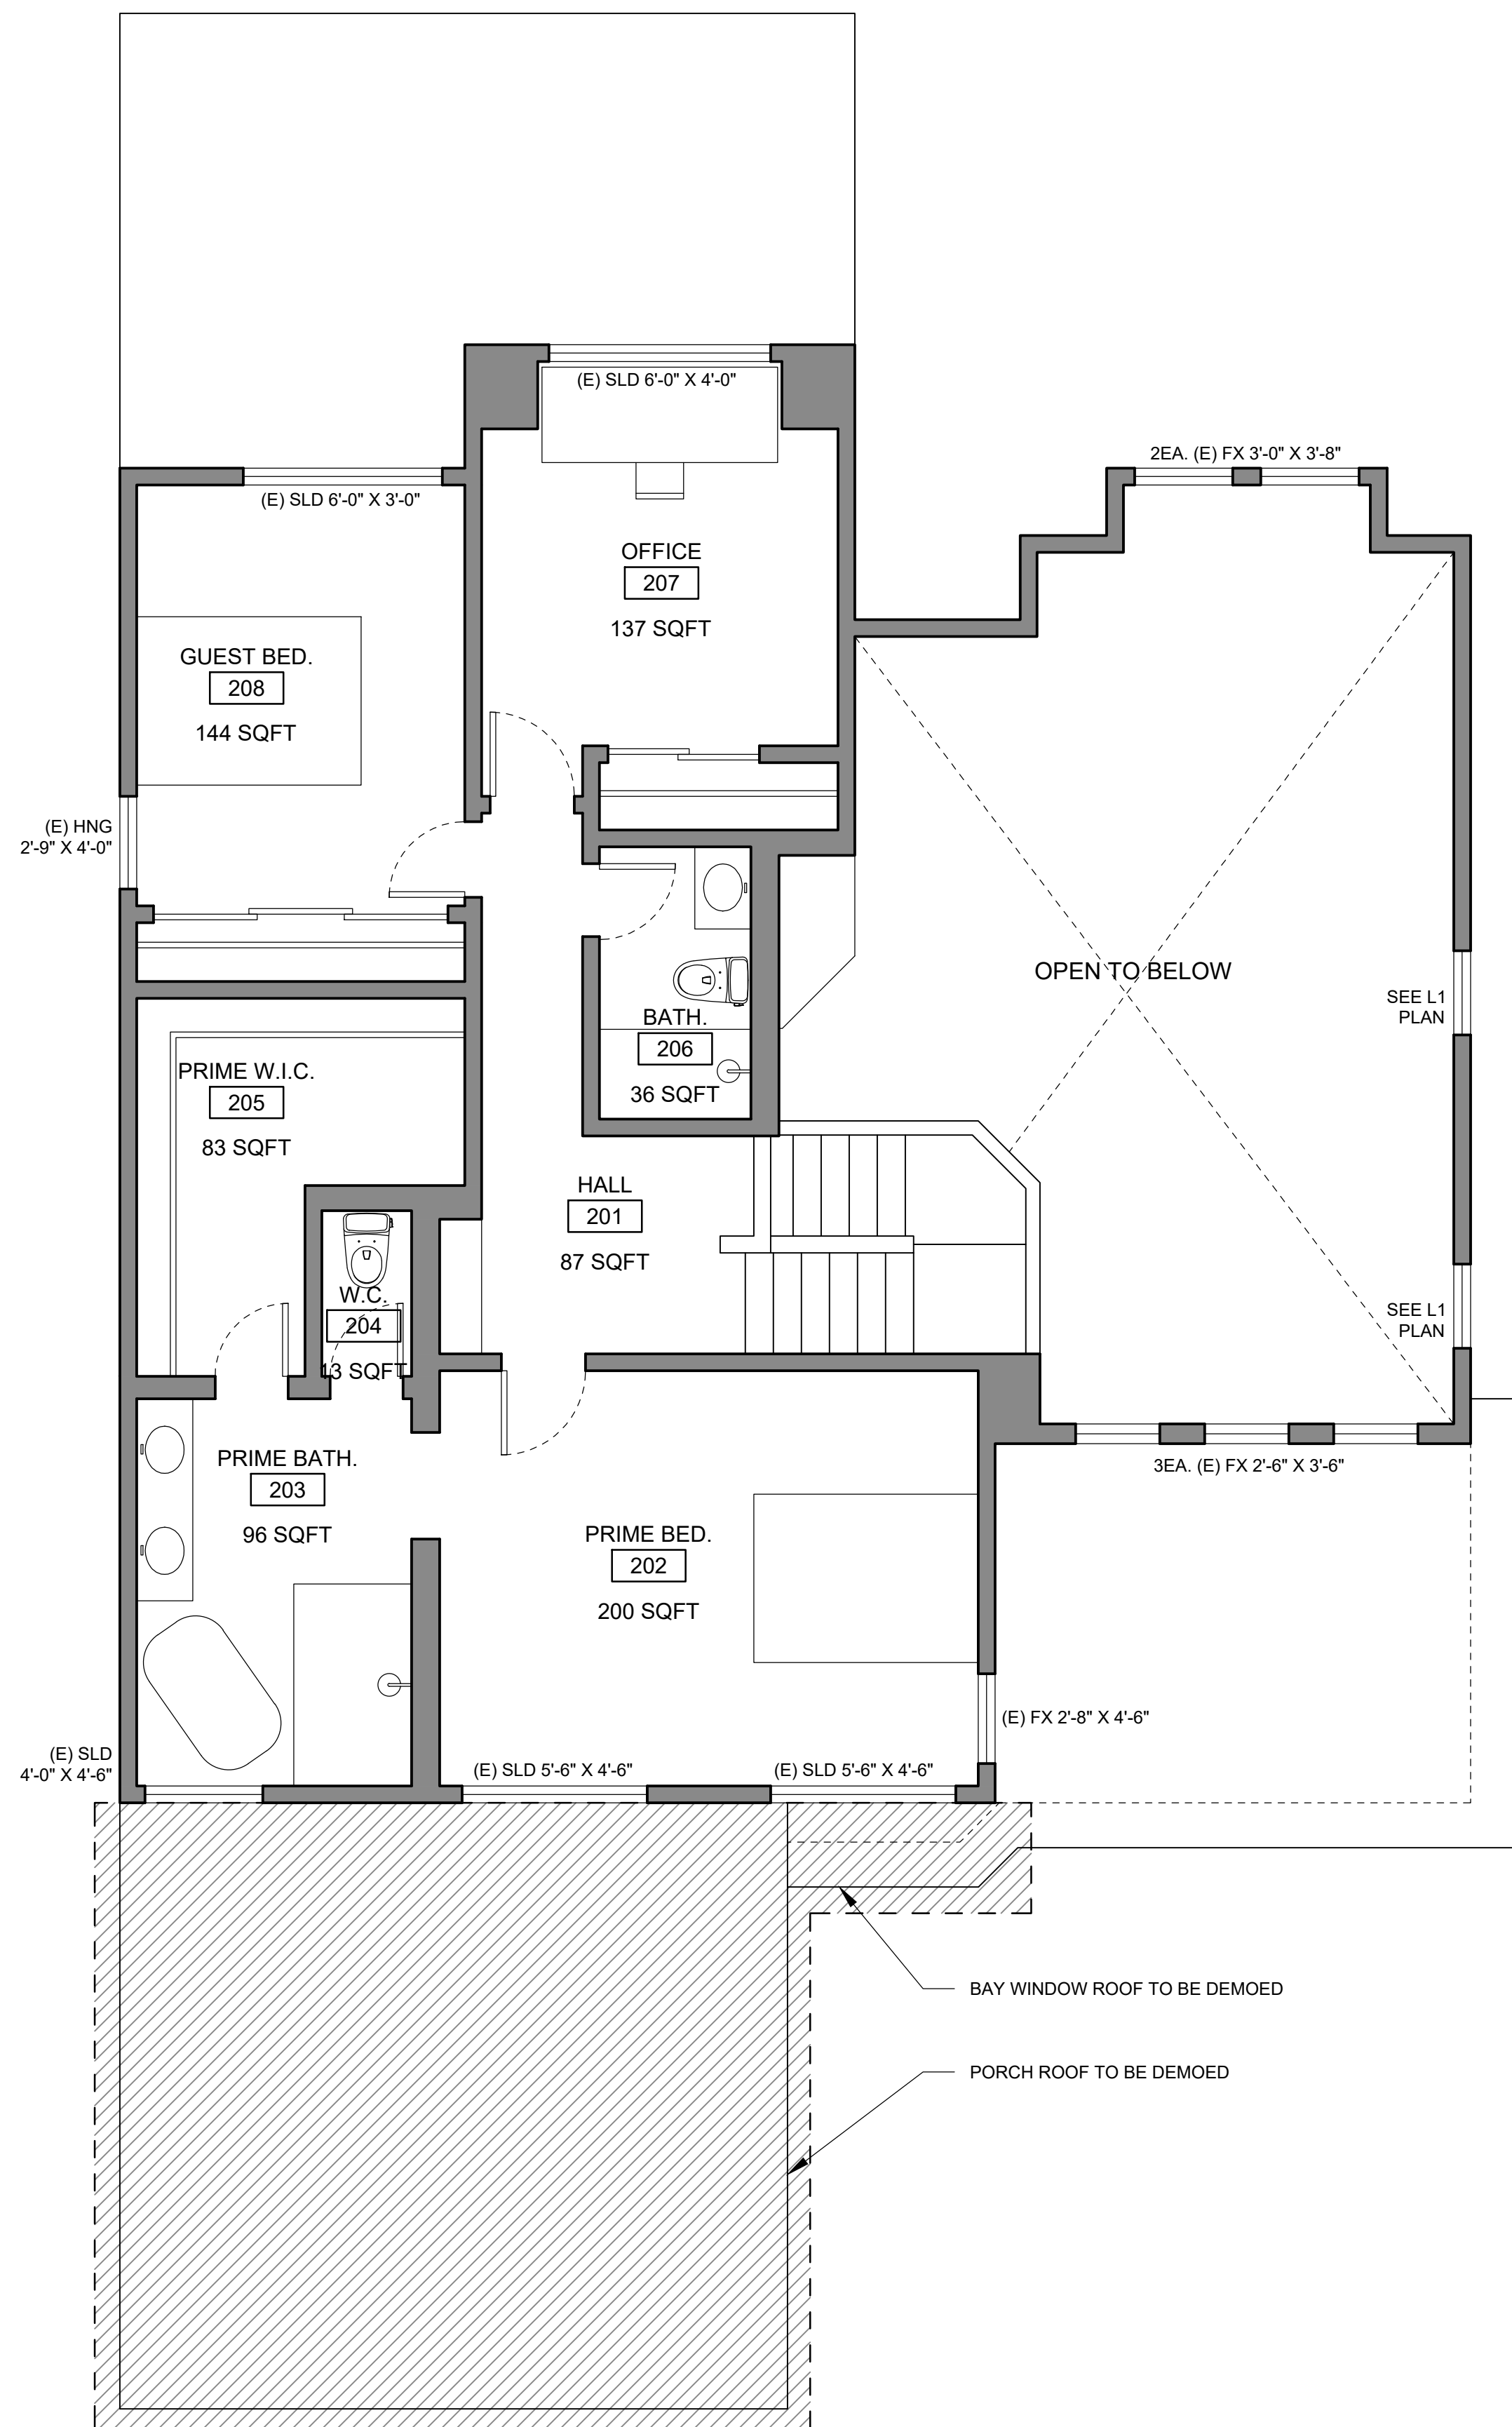 (E) SLD 6'-0" X 4'-0"
2EA. (E) FX 3'-0" X 3'-8"
(E) SLD 6'-0" X 3'-0"
OFFICE
207
137 SQFT
GUEST BED.
208
144 SQFT
(E) HNG
2'-9" X 4'-0"
OPEN TO BELOW
SEE L1
PLAN
BATH.
206
36 SQFT
PRIME W.I.C.
205
83 SQFT
HALL
201
87 SQFT
W.C.
204
13 SQFT
SEE L1
PLAN
PRIME BATH.
203
96 SQFT
3EA. (E) FX 2'-6" X 3'-6"
PRIME BED.
202
200 SQFT
(E) FX 2'-8" X 4'-6"
(E) SLD
4'-0" X 4'-6"
(E) SLD 5'-6" X 4'-6"
(E) SLD 5'-6" X 4'-6"
BAY WINDOW ROOF TO BE DEMOED
PORCH ROOF TO BE DEMOED